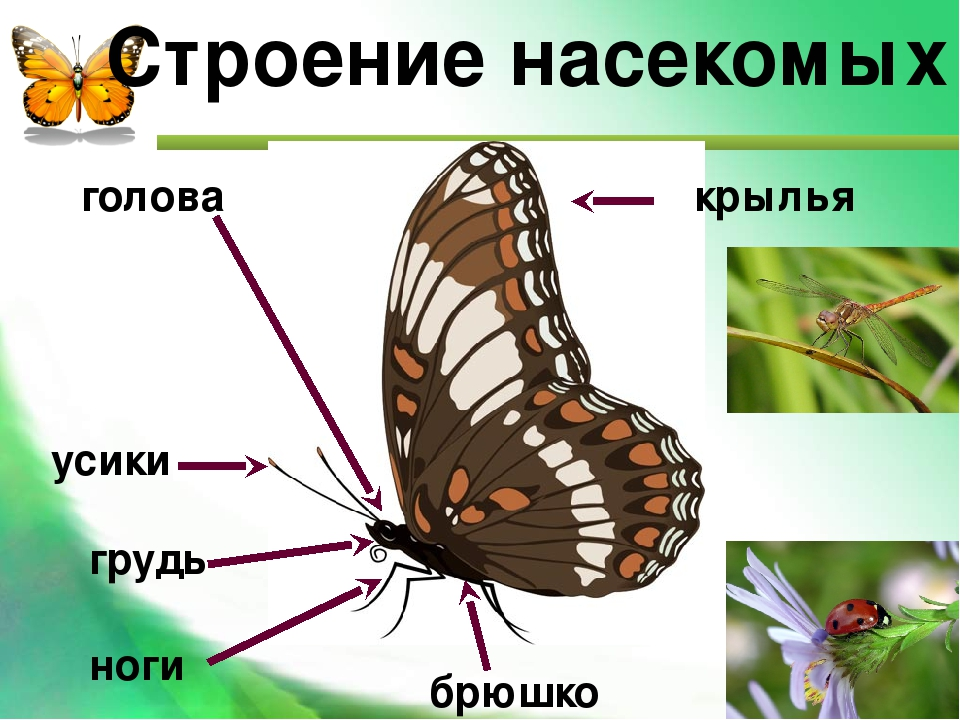 Строение насекомых
голова
крылья
усики
грудь
ноги
брюшко